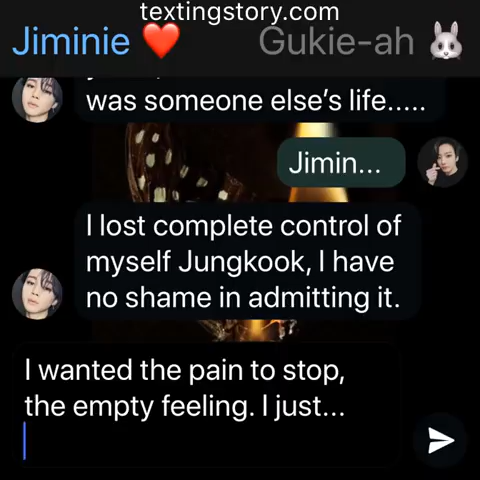 textingstory.com
Jiminie ❤️ Gukie-ah 🐰
was someone else's life.....
Jimin...
I lost complete control of
myself Jungkook, I have
no shame in admitting it.
I wanted the pain to stop,
the empty feeling. I just...